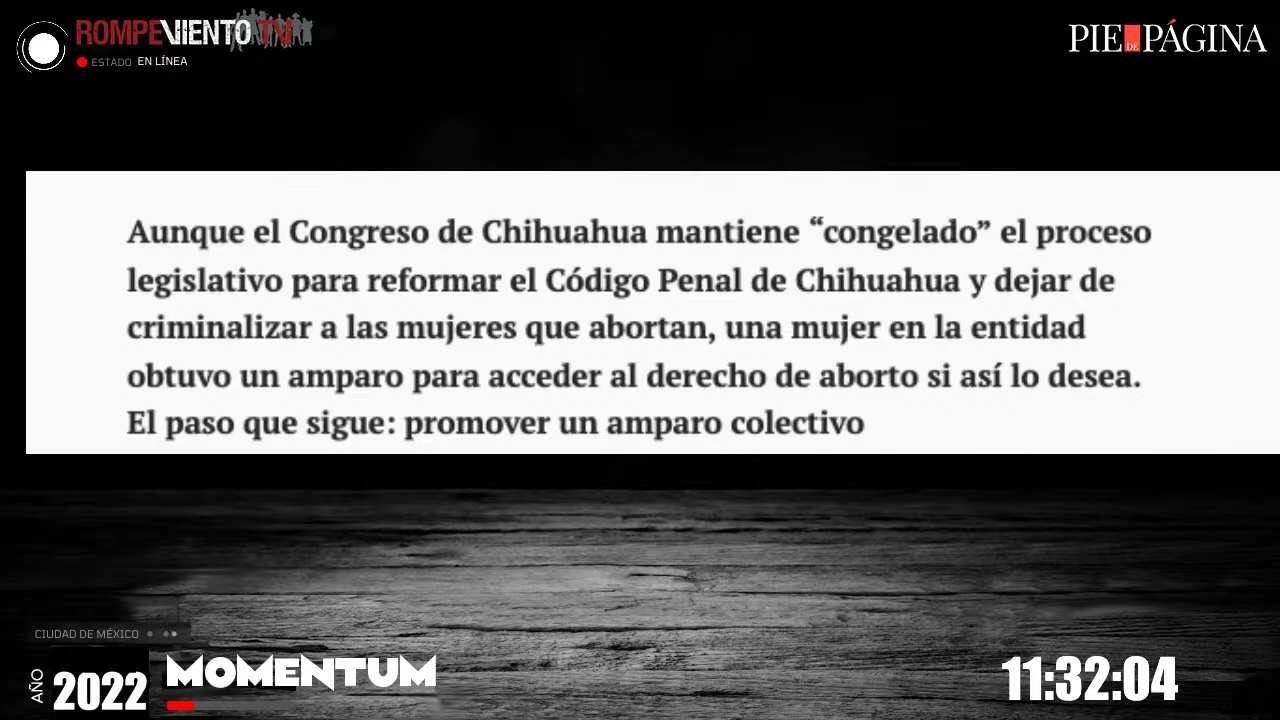 ROMPEVIENTO TV
ESTADO EN LÍNEA
PIE DE PÁGINA
Aunque el Congreso de Chihuahua mantiene “congelado” el proceso
legislativo para reformar el Código Penal de Chihuahua y dejar de
criminalizar a las mujeres que abortan, una mujer en la entidad
obtuvo un amparo para acceder al derecho de aborto si así lo desea.
El paso que sigue: promover un amparo colectivo
CIUDAD DE MÉXICO
AÑO 2022
MOMENTUM
11:32:04